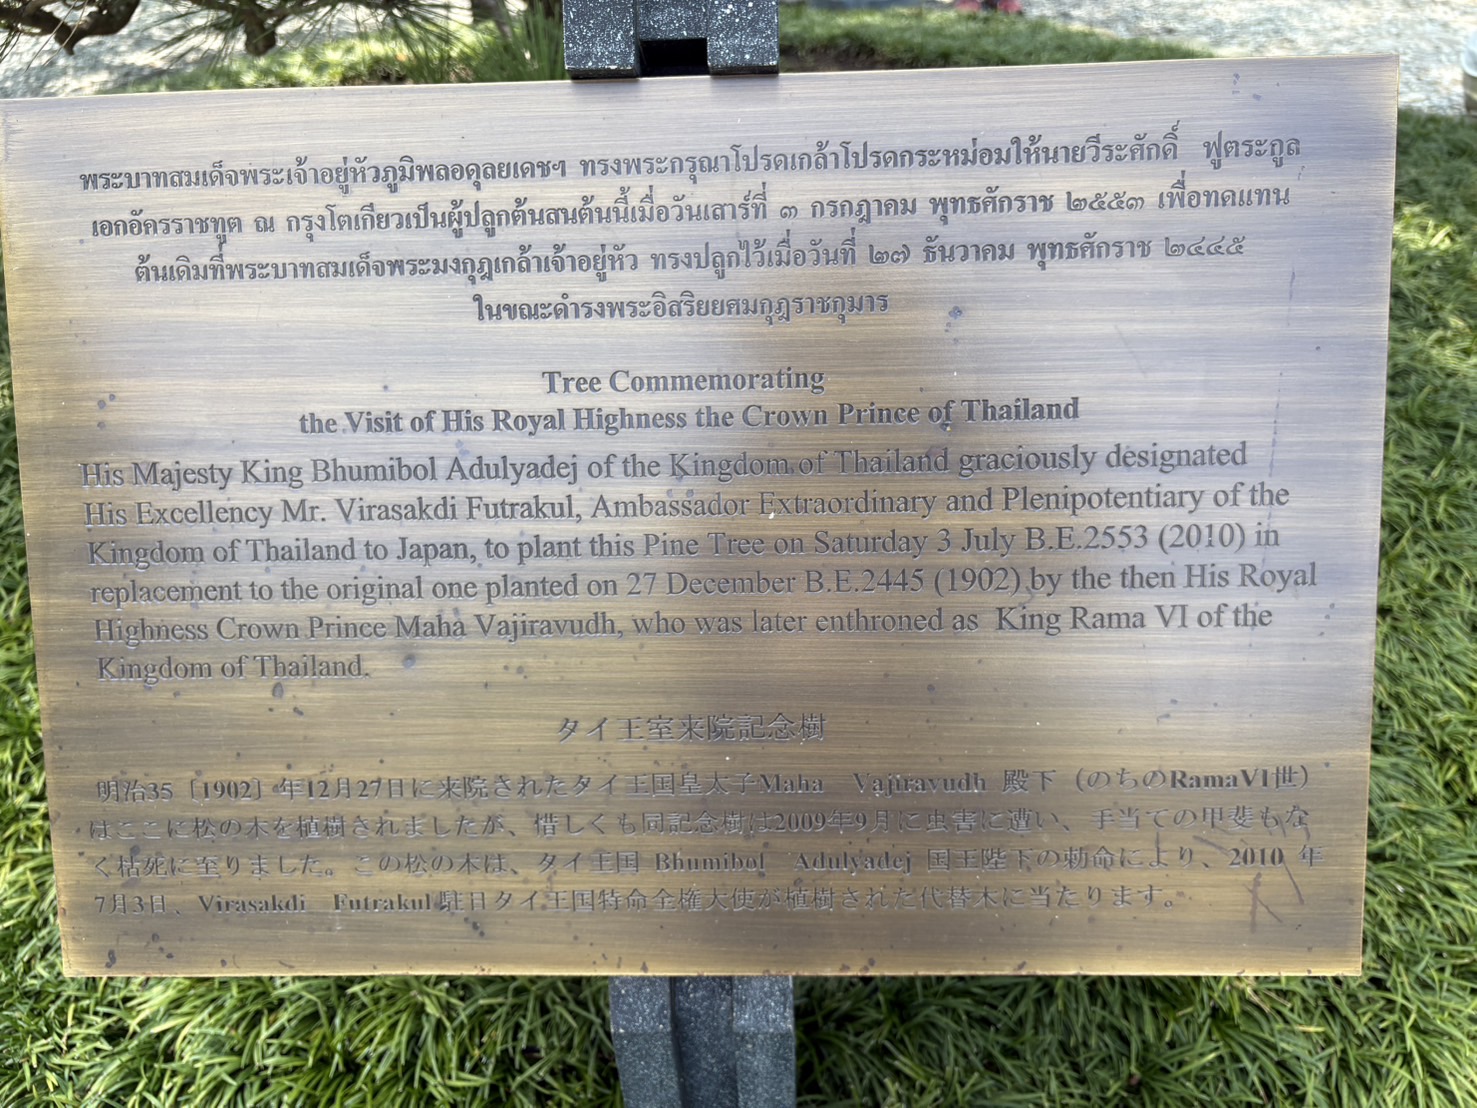 พระบาทสมเด็จพระเจ้าอยู่หัวภูมิพลอดุลยเดชฯ ทรงพระกรุณาโปรดเกล้าโปรดกระหม่อมให้นายวีระศักดิ์ ฟูตระกูล
เอกอัครราชทูต ณ กรุงโตเกียวเป็นผู้ปลูกต้นสนต้นนี้เมื่อวันเสาร์ที่ ๓ กรกฎาคม พุทธศักราช ๒๕๕๓ เพื่อทดแทน
ต้นเดิมที่พระบาทสมเด็จพระมงกุฎเกล้าเจ้าอยู่หัว ทรงปลูกไว้เมื่อวันที่ ๒๗ ธันวาคม พุทธศักราช ๒๔๔๕
ในขณะดำรงพระอิสริยยศมกุฎราชกุมาร
Tree Commemorating
the Visit of His Royal Highness the Crown Prince of Thailand
His Majesty King Bhumibol Adulyadej of the Kingdom of Thailand graciously designated
His Excellency Mr. Virasakdi Futrakul, Ambassador Extraordinary and Plenipotentiary of the
Kingdom of Thailand to Japan, to plant this Pine Tree on Saturday 3 July B.E.2553 (2010) in
replacement to the original one planted on 27 December B.E.2445 (1902) by the then His Royal
Highness Crown Prince Maha Vajiravudh, who was later enthroned as King Rama VI of the
Kingdom of Thailand.
タイ王室来院記念樹
明治35〔1902〕年12月27日に来院されたタイ王国皇太子Maha Vajiravudh 殿下（のちのRamaVI世）
はここに松の木を植樹されましたが、惜しくも同記念樹は2009年9月に虫害に遭い、手当ての甲斐もな
く枯死に至りました。この松の木は、タイ王国 Bhumibol Adulyadej 国王陛下の勅命により、2010 年
7月3日、Virasakdi Futrakul 駐日タイ王国特命全権大使が植樹された代替木に当たります。